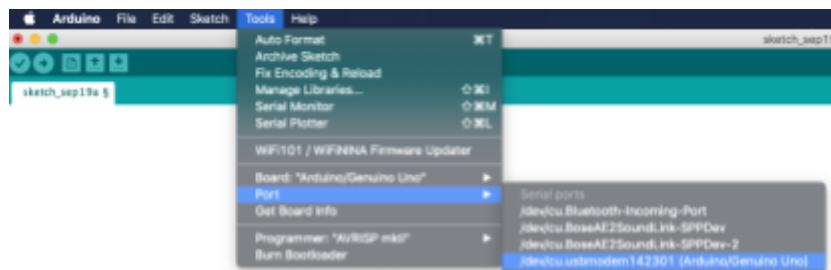 Arduino File Edit Sketch Tools Help
sketch_sep1
Auto Format ⌘T
Archive Sketch
Fix Encoding & Reload
Manage Libraries... ⇧⌘I
Serial Monitor ⇧⌘M
Serial Plotter ⇧⌘L
WiFi101 / WiFiNINA Firmware Updater
Board: "Arduino/Genuino Uno"
Port
Get Board Info
Programmer: "AVRISP mkII"
Burn Bootloader
sketch_sep19a §
Serial ports
/dev/cu.Bluetooth-Incoming-Port
/dev/cu.BoseAE2SoundLink-SPPDev
/dev/cu.BoseAE2SoundLink-SPPDev-2
/dev/cu.usbmodem142301 (Arduino/Genuino Uno)